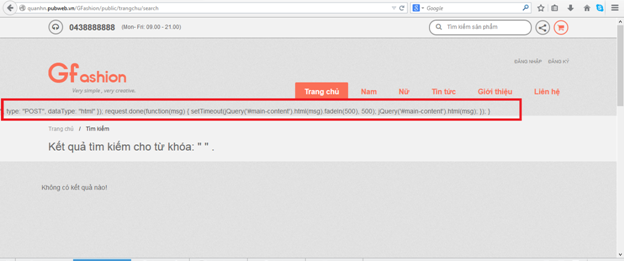 quanhn.pubweb.vn/GFashion/public/trangchu/search
Google
0438888888 (Mon- Fri: 09.00 - 21.00)
Tìm kiếm sản phẩm
ĐĂNG NHẬP ĐĂNG KÝ
Gfashion
Very simple, very creative.
Trang chủ Nam Nữ Tin tức Giới thiệu Liên hệ
type: "POST", dataType: "html" }); request.done(function(msg) { setTimeout(jQuery('#main-content').html(msg).fadeIn(500), 500); jQuery('#main-content').html(msg); }); }
Trang chủ / Tìm kiếm
Kết quả tìm kiếm cho từ khóa: " " .
Không có kết quả nào!